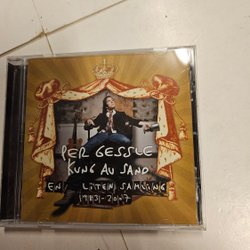 PER GESSLE
KUNG AV SAND
EN LITEN SAMLING
1983-2007